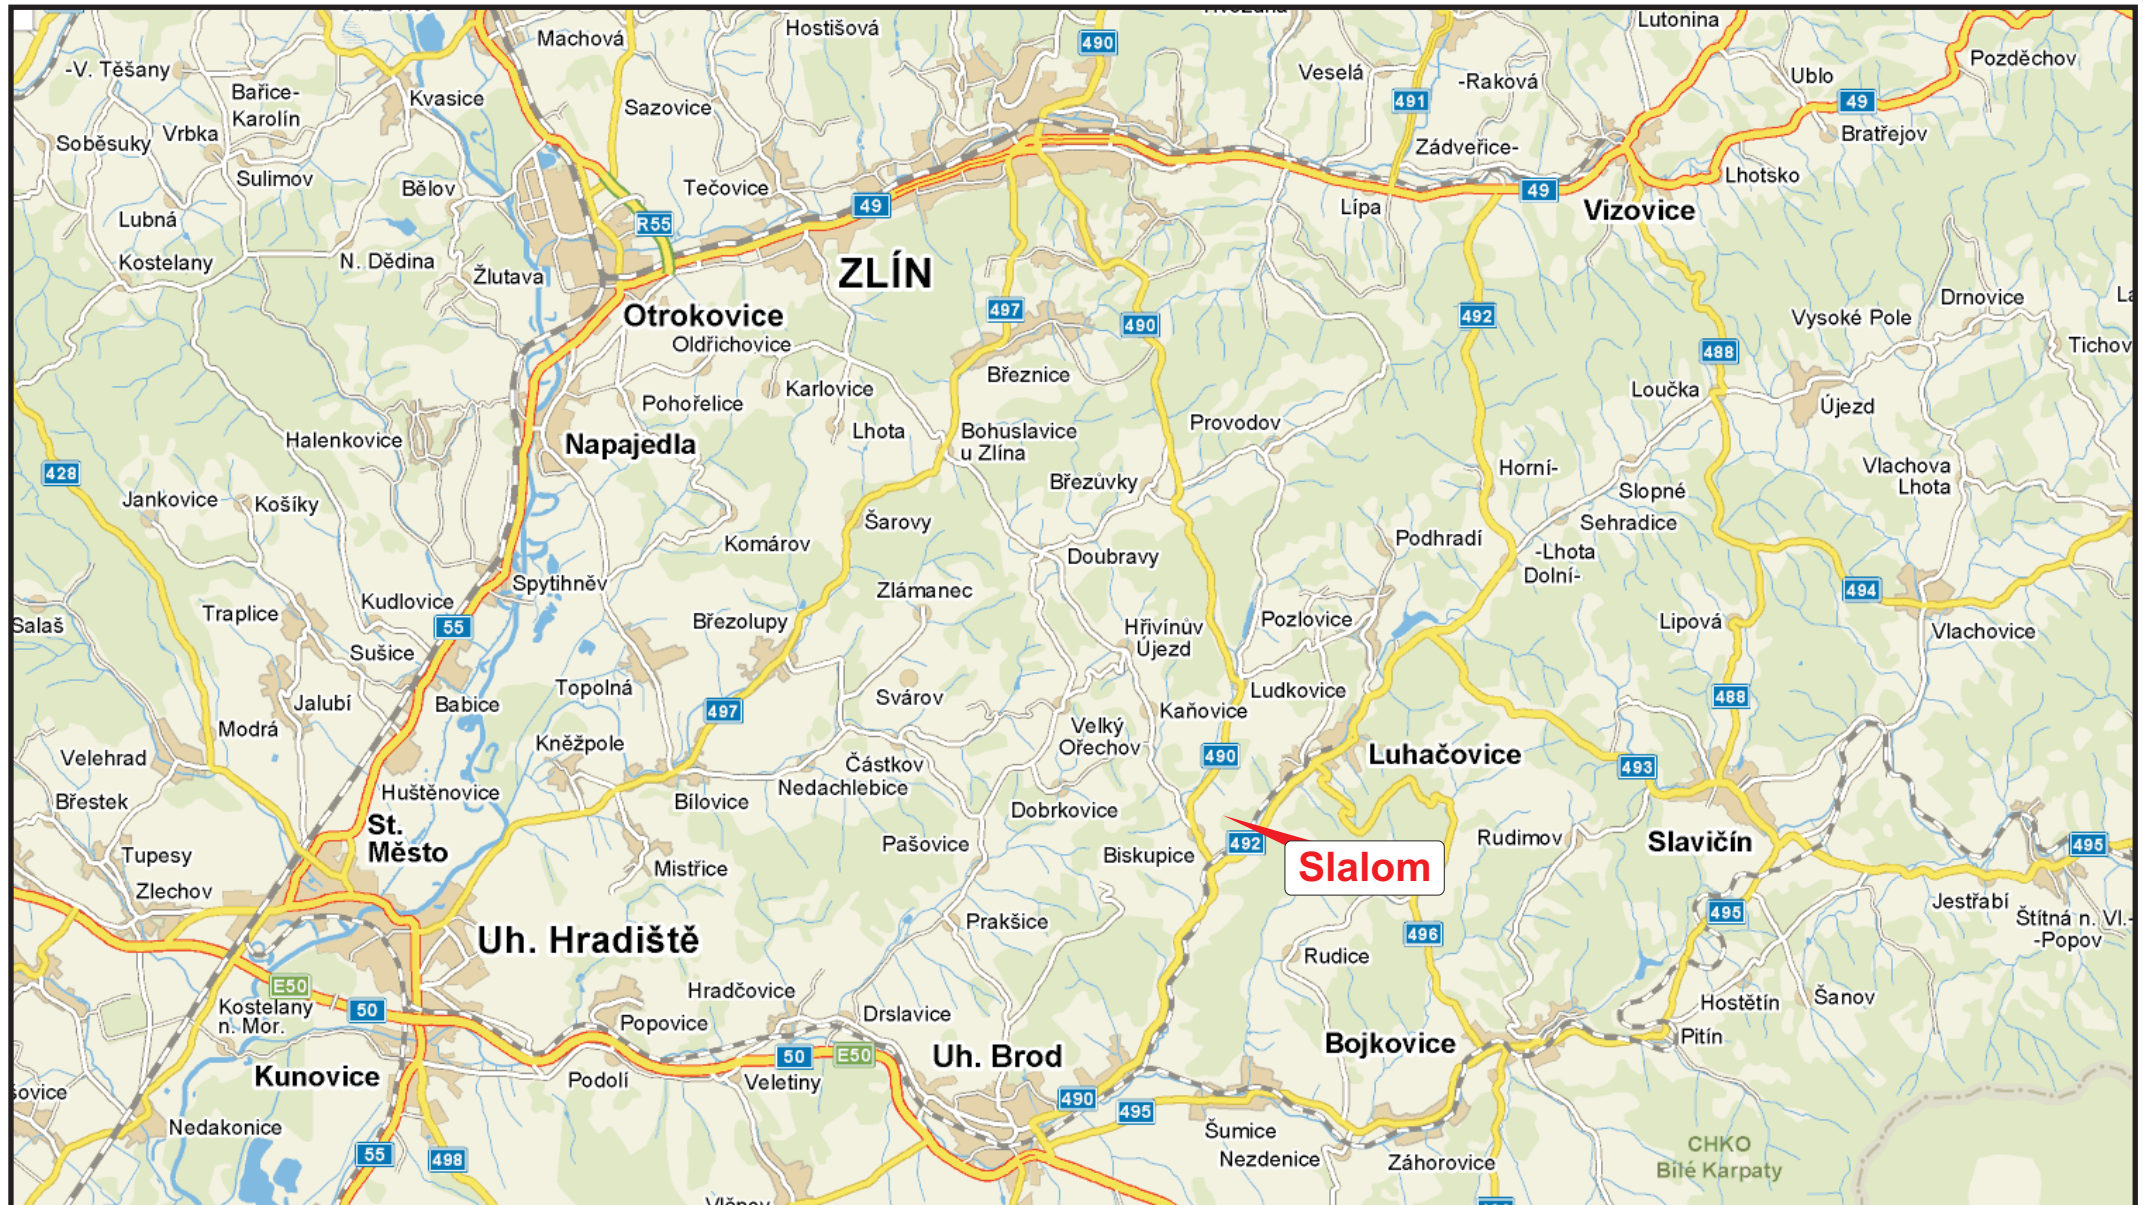 Machová
Hostišová
490
Lutonina
-V. Těšany
Bařice-
Karolín
Kvasice
Sazovice
Veselá
491
-Raková
Ublo
Pozděchov
49
Bratřejov
Soběsuky
Vrbka
Sulimov
Bělov
Tečovice
Zádveřice-
Lhotsko
49
R55
49
Lípa
Vizovice
Lubná
Kostelany
N. Dědina
Žlutava
ZLÍN
Otrokovice
Oldřichovice
497
490
492
488
Vysoké Pole
Drnovice
Tichov
Březnice
Karlovice
Pohořelice
Loučka
Újezd
Halenkovice
Napajedla
Lhota
Bohuslavice
u Zlína
Provodov
Horní-
Vlachova
Lhota
428
Jankovice
Košíky
Březůvky
Slopné
Sehradice
Šarovy
Komárov
Doubravy
Podhradí
-Lhota
Dolní-
Spytihněv
Zlámanec
494
Salaš
Traplice
Kudlovice
55
Březolupy
Hřivínův
Újezd
Pozlovice
Lipová
Vlachovice
Sušice
Topolná
Svárov
Ludkovice
488
Jalubí
Babice
497
Kaňovice
Modrá
Velký
Ořechov
Velehrad
Kněžpole
Částkov
490
Luhačovice
493
Břestek
Huštěnovice
Bílovice
Nedachlebice
Dobrkovice
St.
Město
Pašovice
Biskupice
492
Slalom
Rudimov
Slavičín
495
Tupesy
Zlechov
Mistřice
Jestřabí
Štítná n. Vl.-
-Popov
Uh. Hradiště
Prakšice
496
495
Rudice
E50
Kostelany
n. Mor.
50
Hradčovice
Popovice
Drslavice
Hostětín
Šanov
Pitín
Bojkovice
Kunovice
Podolí
50
E50
Veletiny
Uh. Brod
490
495
Nedakonice
Šumice
Nezdenice
Záhorovice
55
498
CHKO
Bílé Karpaty